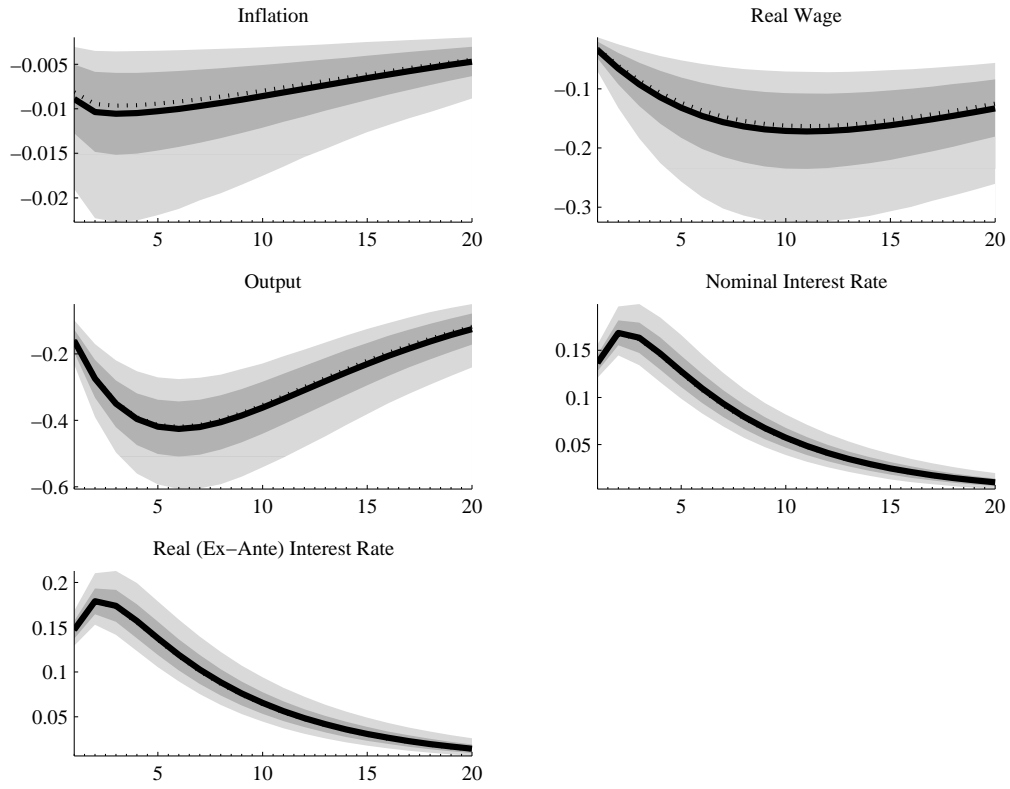 Inflation
−0.005
−0.01
−0.015
−0.02
5 10 15 20
Real Wage
−0.1
−0.2
−0.3
5 10 15 20
Output
−0.2
−0.4
−0.6
5 10 15 20
Nominal Interest Rate
0.15
0.1
0.05
5 10 15 20
Real (Ex−Ante) Interest Rate
0.2
0.15
0.1
0.05
5 10 15 20